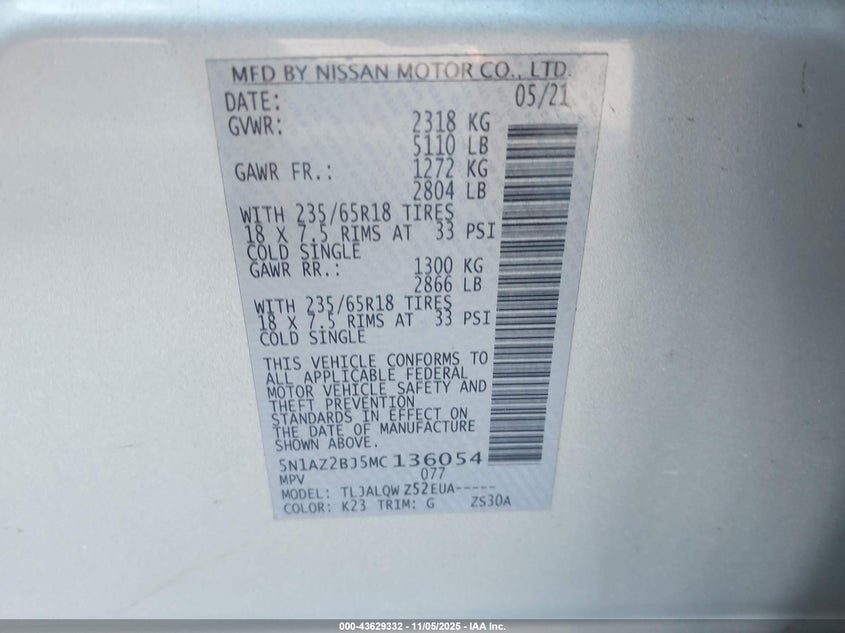 MFD BY NISSAN MOTOR CO., LTD.
DATE: 05/21
GVWR: 2318 KG
5110 LB
GAWR FR.: 1272 KG
2804 LB
WITH 235/65R18 TIRES
18 X 7.5 RIMS AT 33 PSI
COLD SINGLE
GAWR RR.: 1300 KG
2866 LB
WITH 235/65R18 TIRES
18 X 7.5 RIMS AT 33 PSI
COLD SINGLE
THIS VEHICLE CONFORMS TO
ALL APPLICABLE FEDERAL
MOTOR VEHICLE SAFETY AND
THEFT PREVENTION
STANDARDS IN EFFECT ON
THE DATE OF MANUFACTURE
SHOWN ABOVE.
5N1AZ2BJ5MC136054
MPV 077
MODEL: TLJALQW Z52EUA-----
COLOR: K23 TRIM: G ZS30A
000-43629332 - 11/05/2025 - IAA Inc.